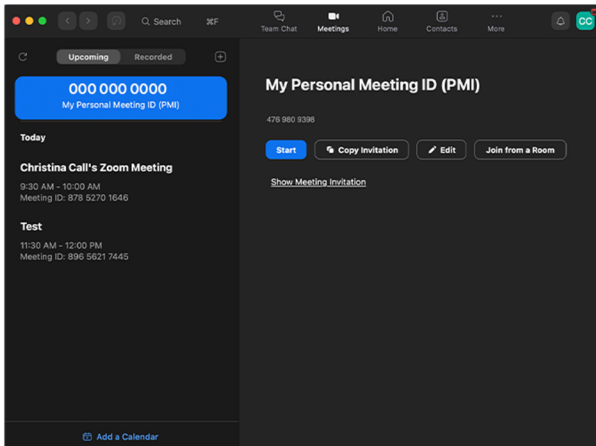 Search ⌘F
Team Chat
Meetings
Home
Contacts
More
CC
Upcoming
Recorded
000 000 0000
My Personal Meeting ID (PMI)
Today
Christina Call's Zoom Meeting
9:30 AM - 10:00 AM
Meeting ID: 878 5270 1646
Test
11:30 AM - 12:00 PM
Meeting ID: 896 5621 7445
Add a Calendar
My Personal Meeting ID (PMI)
476 980 9396
Start
Copy Invitation
Edit
Join from a Room
Show Meeting Invitation